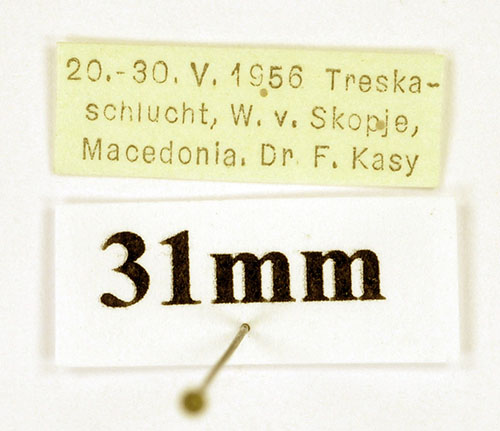 20.-30. V. 1956 Treska-
schlucht, W. v. Skopje,
Macedonia. Dr F. Kasy
31mm